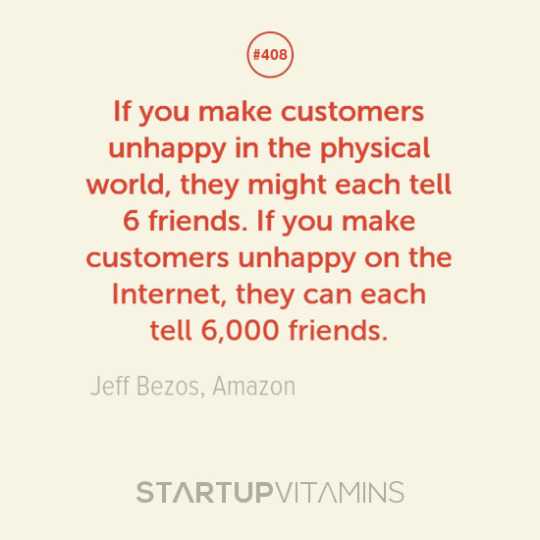 #408
If you make customers
unhappy in the physical
world, they might each tell
6 friends. If you make
customers unhappy on the
Internet, they can each
tell 6,000 friends.
Jeff Bezos, Amazon
STARTUPVITAMINS